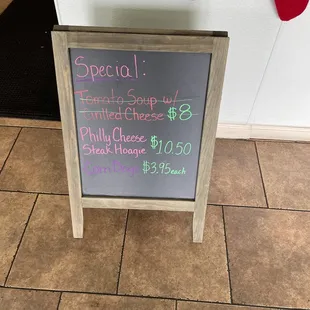 Special:
Tomato Soup w/
Grilled Cheese $8
Philly Cheese
Steak Hoagie $10.50
$3.95 each